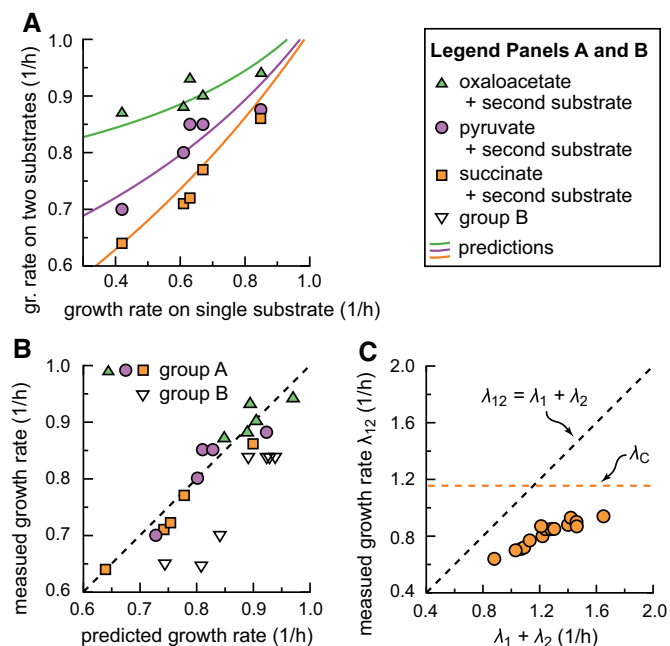 A
gr. rate on two substrates (1/h)
1.0
0.9
0.8
0.7
0.6
0.4
0.6
0.8
1.0
growth rate on single substrate (1/h)
Legend Panels A and B
oxaloacetate
+ second substrate
pyruvate
+ second substrate
succinate
+ second substrate
group B
predictions
B
measured growth rate (1/h)
1.0
0.9
0.8
0.7
0.6
group A
group B
0.6
0.7
0.8
0.9
1.0
predicted growth rate (1/h)
C
measued growth rate λ12 (1/h)
2.0
1.6
1.2
0.8
0.4
λ12 = λ1 + λ2
λC
0.4
0.8
1.2
1.6
2.0
λ1 + λ2 (1/h)